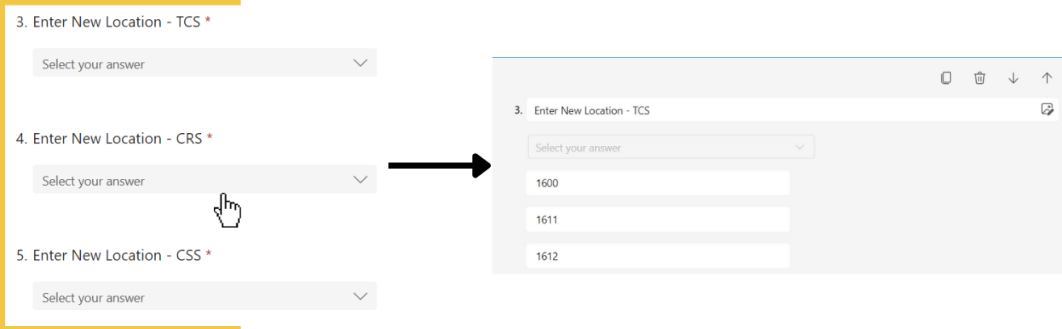 3. Enter New Location - TCS *
Select your answer
4. Enter New Location - CRS *
Select your answer
5. Enter New Location - CSS *
Select your answer
3. Enter New Location - TCS
Select your answer
1600
1611
1612